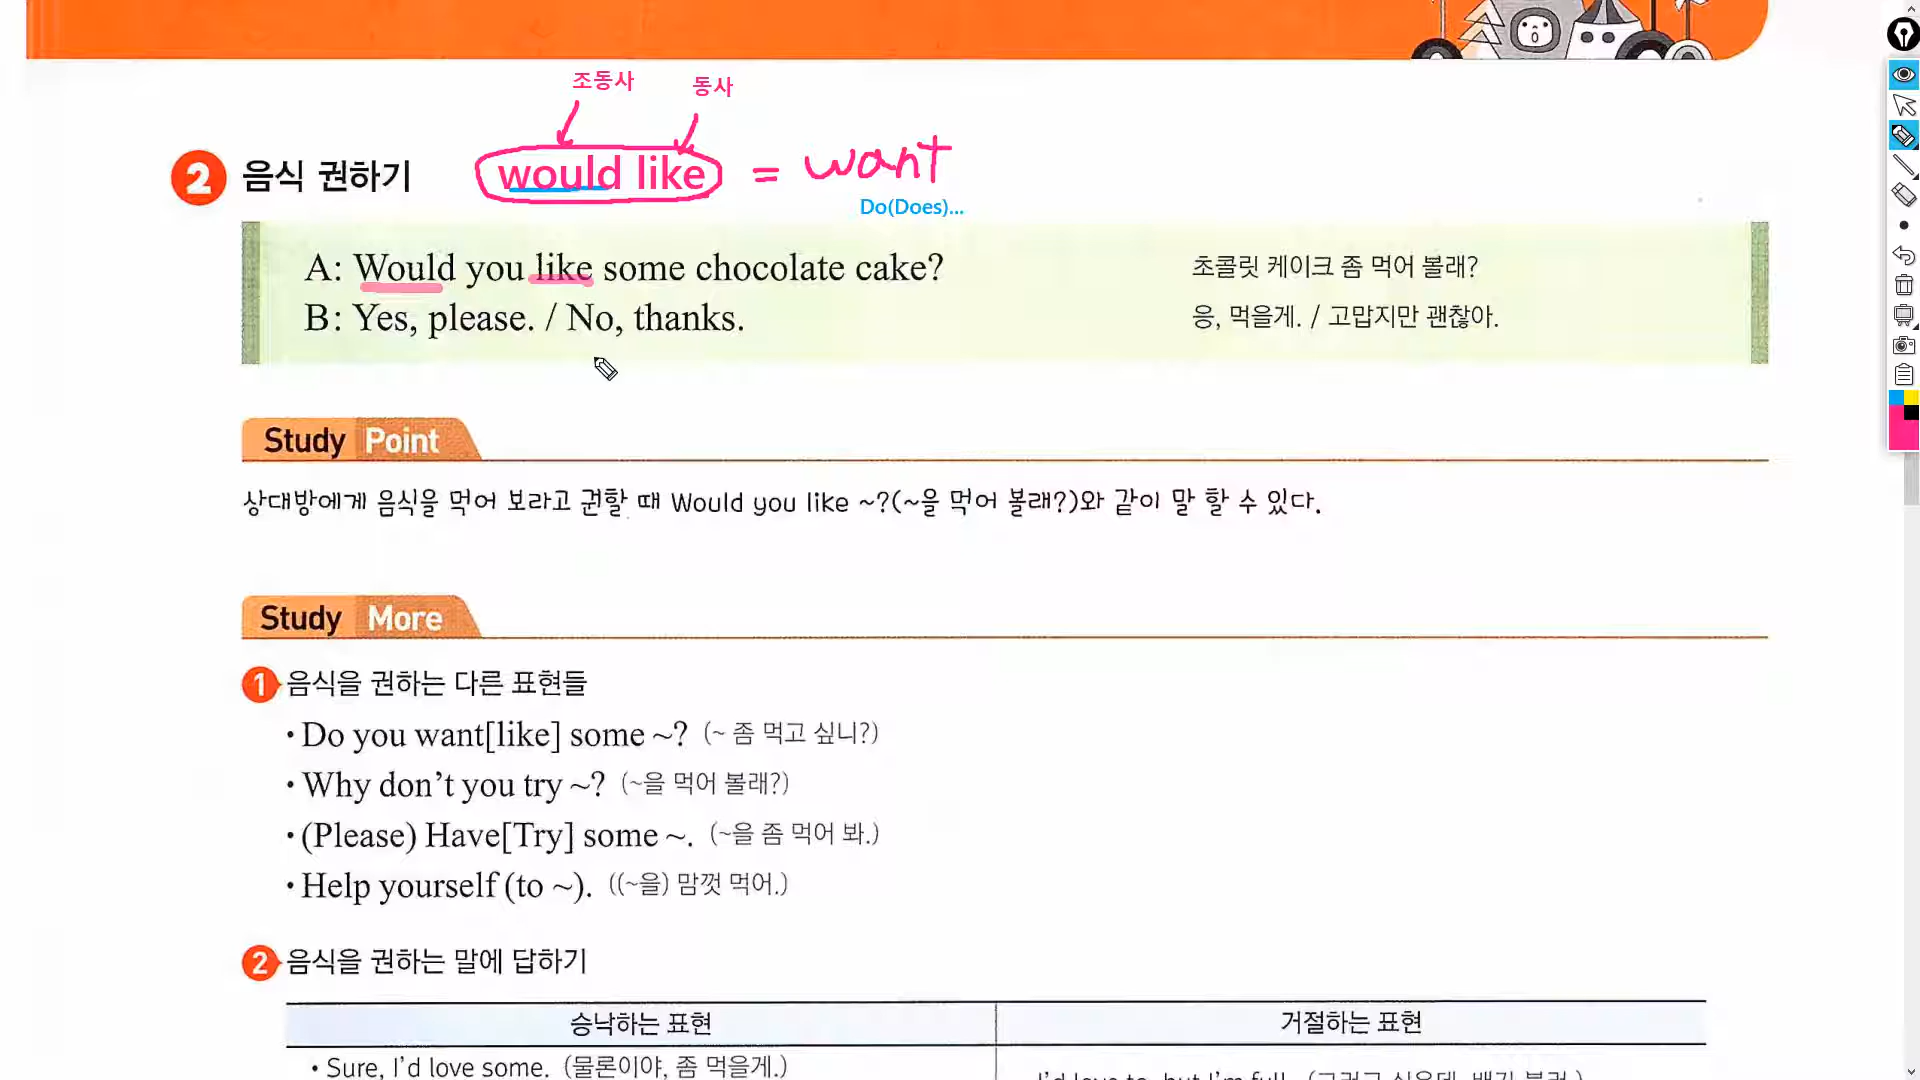 조동사 동사
2 음식 권하기 would like = want
Do(Does)...
A: Would you like some chocolate cake? 초콜릿 케이크 좀 먹어 볼래?
B: Yes, please. / No, thanks. 응, 먹을게. / 고맙지만 괜찮아.
Study Point
상대방에게 음식을 먹어 보라고 권할 때 Would you like ~?(~을 먹어 볼래?)와 같이 말 할 수 있다.
Study More
1 음식을 권하는 다른 표현들
• Do you want[like] some ~? (~ 좀 먹고 싶니?)
• Why don't you try ~? (~을 먹어 볼래?)
• (Please) Have[Try] some ~. (~을 좀 먹어 봐.)
• Help yourself (to ~). ((~을) 맘껏 먹어.)
2 음식을 권하는 말에 답하기
승낙하는 표현 거절하는 표현
• Sure, I'd love some. (물론이야, 좀 먹을게.)
I'd love to, but I'm full.